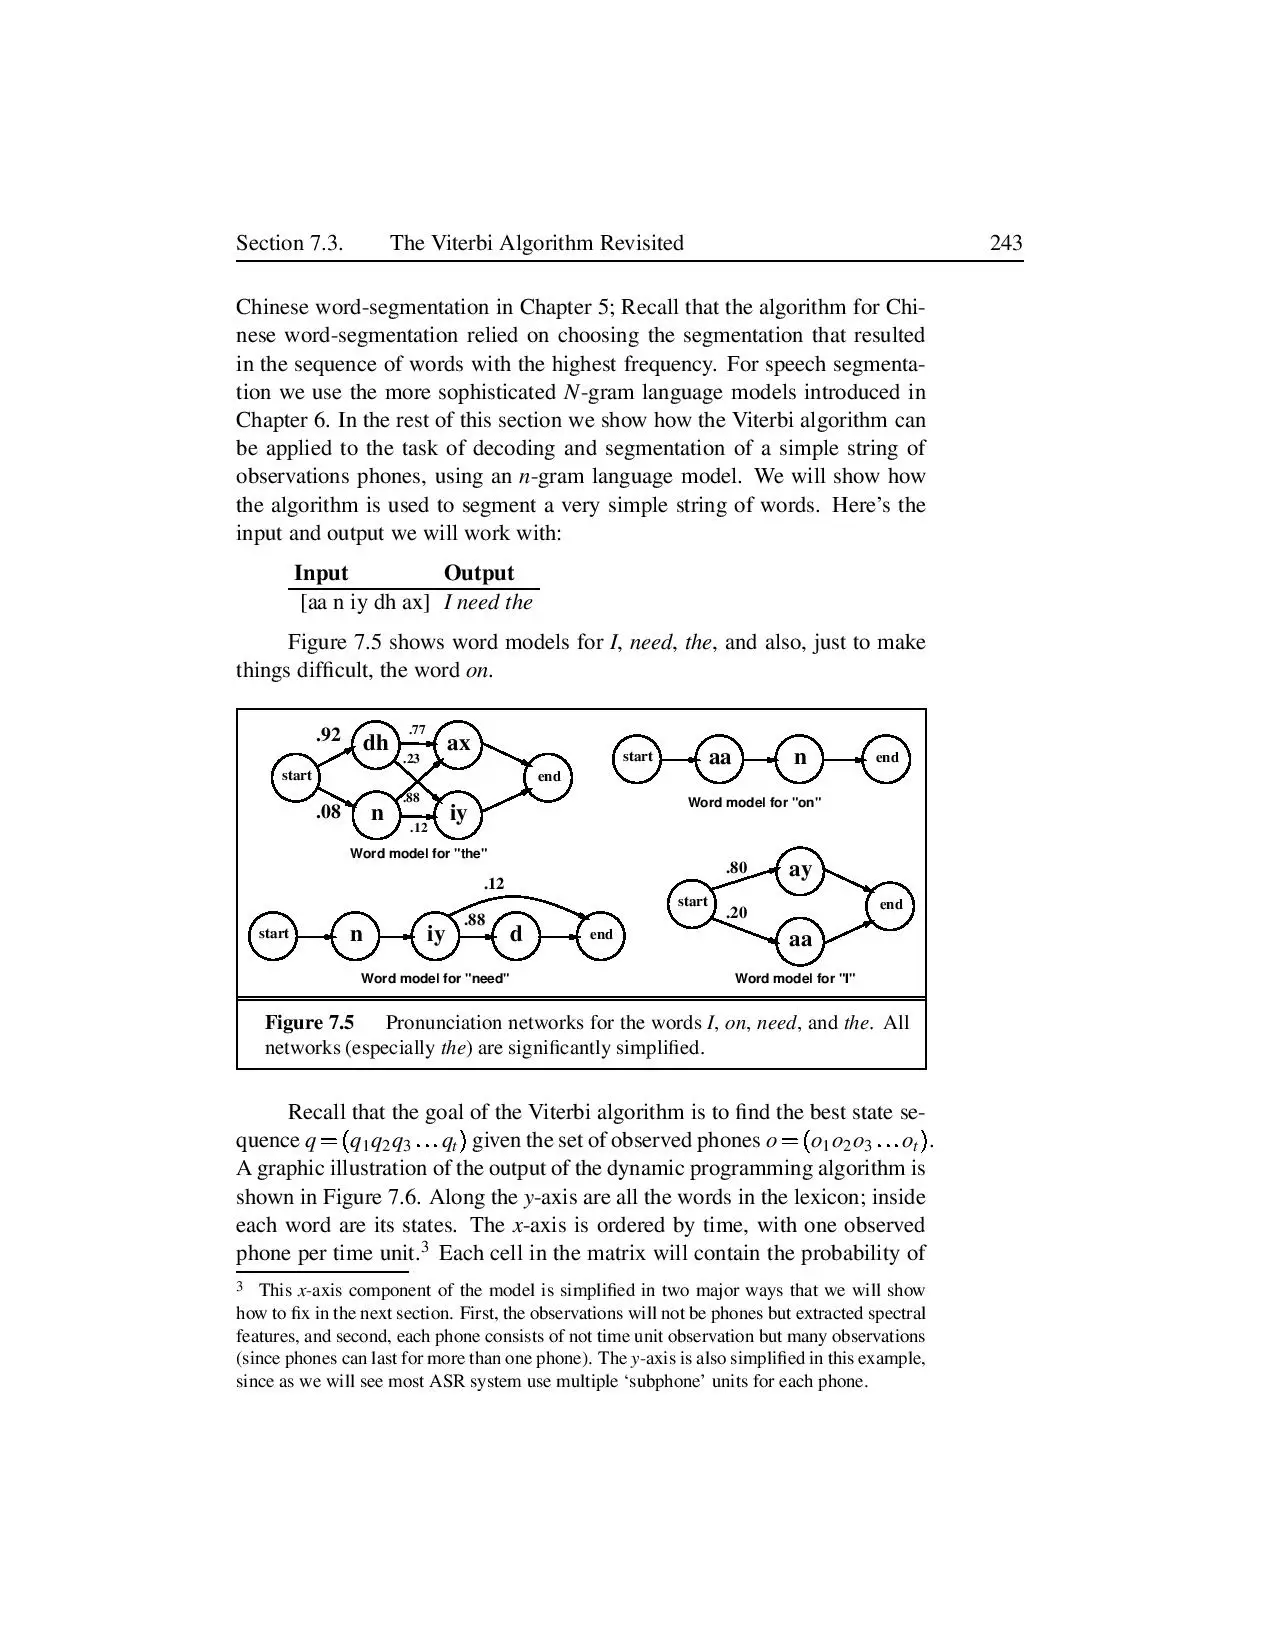 Section 7.3. The Viterbi Algorithm Revisited 243
Chinese word-segmentation in Chapter 5; Recall that the algorithm for Chi-
nese word-segmentation relied on choosing the segmentation that resulted
in the sequence of words with the highest frequency. For speech segmenta-
tion we use the more sophisticated N-gram language models introduced in
Chapter 6. In the rest of this section we show how the Viterbi algorithm can
be applied to the task of decoding and segmentation of a simple string of
observations phones, using an n-gram language model. We will show how
the algorithm is used to segment a very simple string of words. Here's the
input and output we will work with:
Input Output
[aa n iy dh ax] I need the
Figure 7.5 shows word models for I, need, the, and also, just to make
things difficult, the word on.
.92 dh .77 ax
.23
start end
.88
.08 n iy
.12
Word model for "the"
start aa n end
Word model for "on"
.12
.88
start n iy d end
Word model for "need"
.80 ay
start end
.20
aa
Word model for "I"
Figure 7.5 Pronunciation networks for the words I, on, need, and the. All
networks (especially the) are significantly simplified.
Recall that the goal of the Viterbi algorithm is to find the best state se-
quence q = (q1q2q3 ... qt) given the set of observed phones o = (o1o2o3 ... ot).
A graphic illustration of the output of the dynamic programming algorithm is
shown in Figure 7.6. Along the y-axis are all the words in the lexicon; inside
each word are its states. The x-axis is ordered by time, with one observed
phone per time unit.3 Each cell in the matrix will contain the probability of
3 This x-axis component of the model is simplified in two major ways that we will show
how to fix in the next section. First, the observations will not be phones but extracted spectral
features, and second, each phone consists of not time unit observation but many observations
(since phones can last for more than one phone). The y-axis is also simplified in this example,
since as we will see most ASR system use multiple 'subphone' units for each phone.